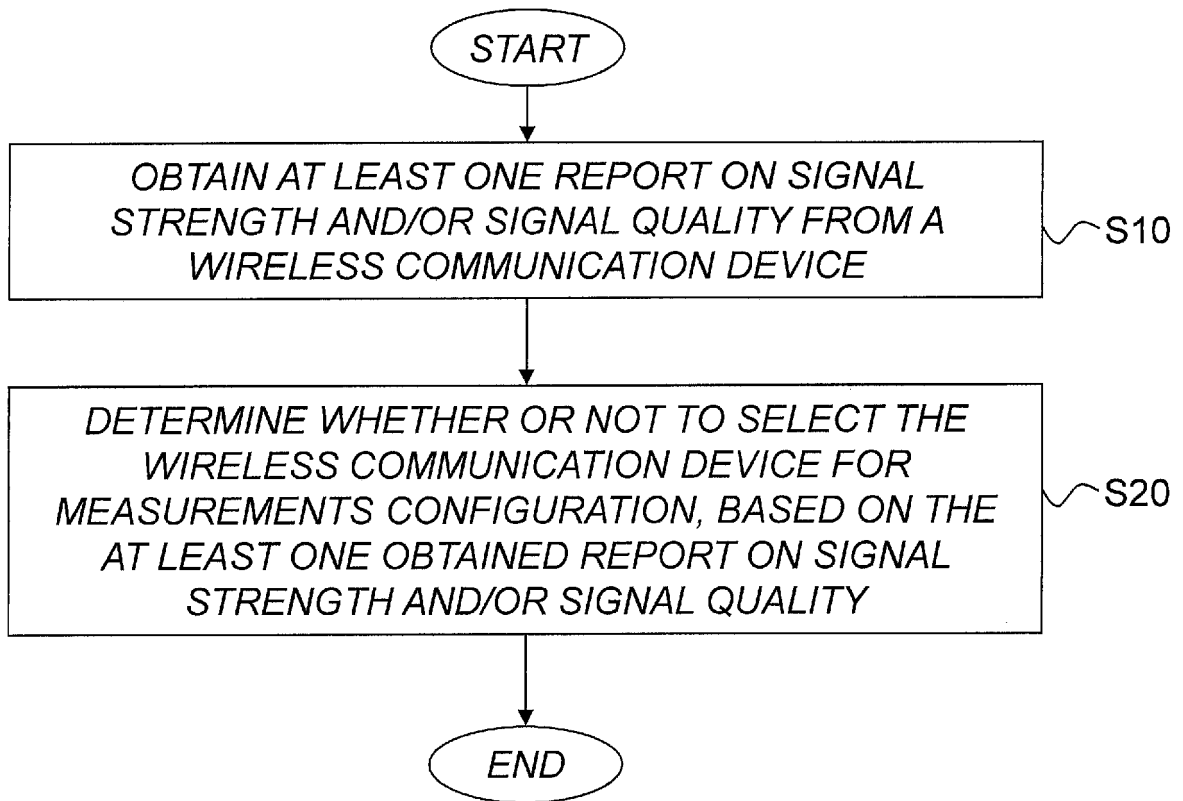 START
OBTAIN AT LEAST ONE REPORT ON SIGNAL
STRENGTH AND/OR SIGNAL QUALITY FROM A
WIRELESS COMMUNICATION DEVICE
S10
DETERMINE WHETHER OR NOT TO SELECT THE
WIRELESS COMMUNICATION DEVICE FOR
MEASUREMENTS CONFIGURATION, BASED ON THE
AT LEAST ONE OBTAINED REPORT ON SIGNAL
STRENGTH AND/OR SIGNAL QUALITY
S20
END